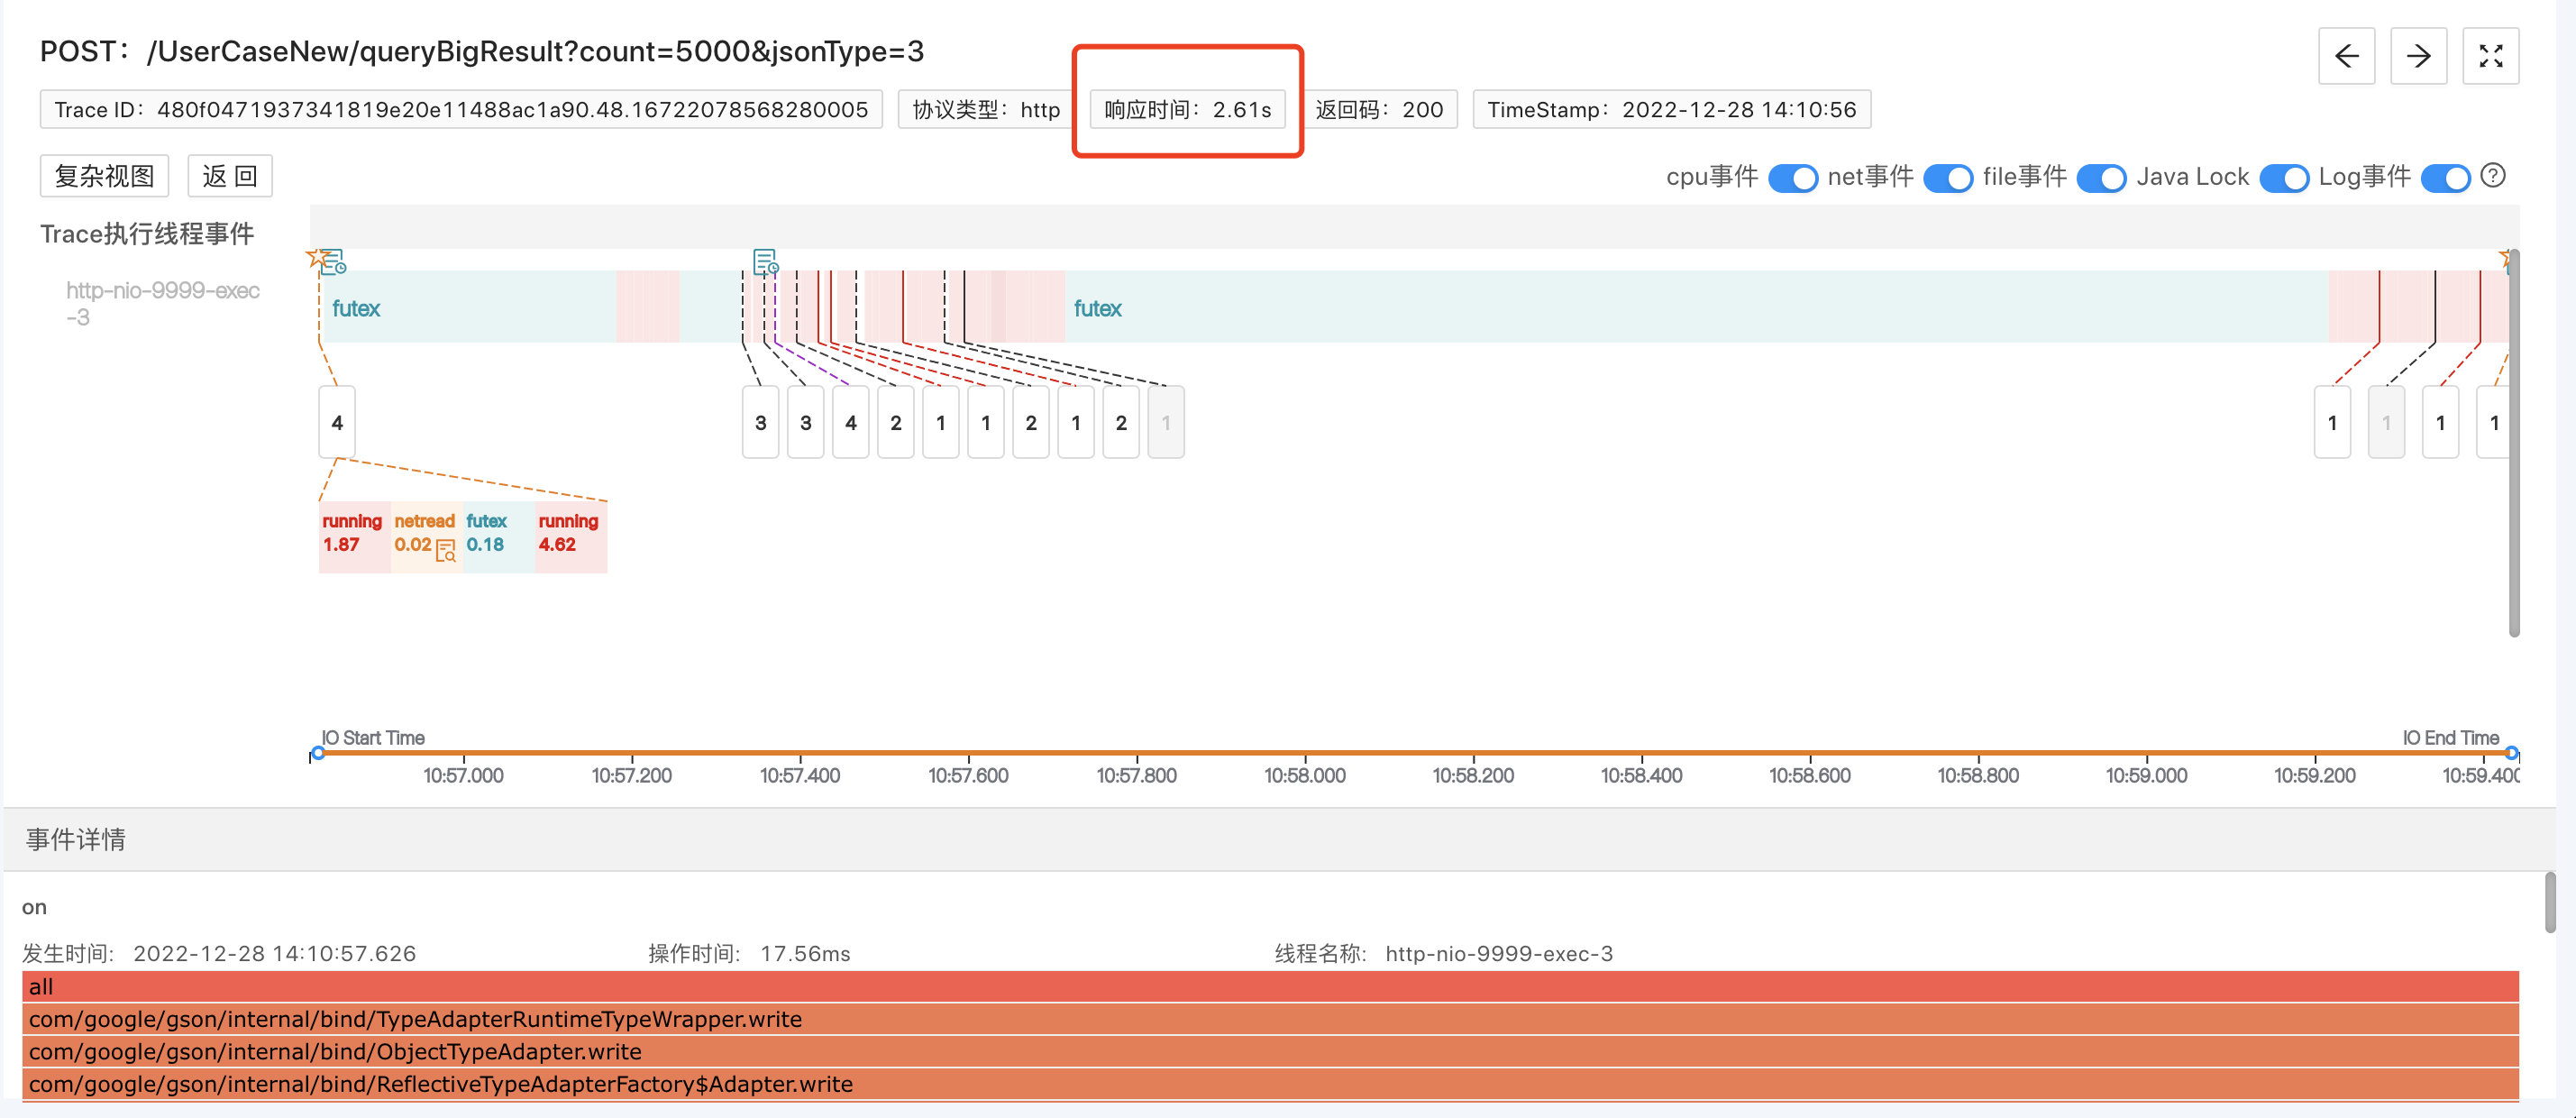 POST：/UserCaseNew/queryBigResult?count=5000&jsonType=3
Trace ID：480f0471937341819e20e11488ac1a90.48.16722078568280005 协议类型：http 响应时间：2.61s 返回码：200 TimeStamp：2022-12-28 14:10:56
复杂视图 返 回 cpu事件 net事件 file事件 Java Lock Log事件
Trace执行线程事件
http-nio-9999-exec
-3
futex futex
4 3 3 4 2 1 1 2 1 2 1 1 1 1 1
running netread futex running
1.87 0.02 0.18 4.62
IO Start Time IO End Time
10:57.000 10:57.200 10:57.400 10:57.600 10:57.800 10:58.000 10:58.200 10:58.400 10:58.600 10:58.800 10:59.000 10:59.200 10:59.400
事件详情
on
发生时间: 2022-12-28 14:10:57.626 操作时间: 17.56ms 线程名称: http-nio-9999-exec-3
all
com/google/gson/internal/bind/TypeAdapterRuntimeTypeWrapper.write
com/google/gson/internal/bind/ObjectTypeAdapter.write
com/google/gson/internal/bind/ReflectiveTypeAdapterFactory$Adapter.write